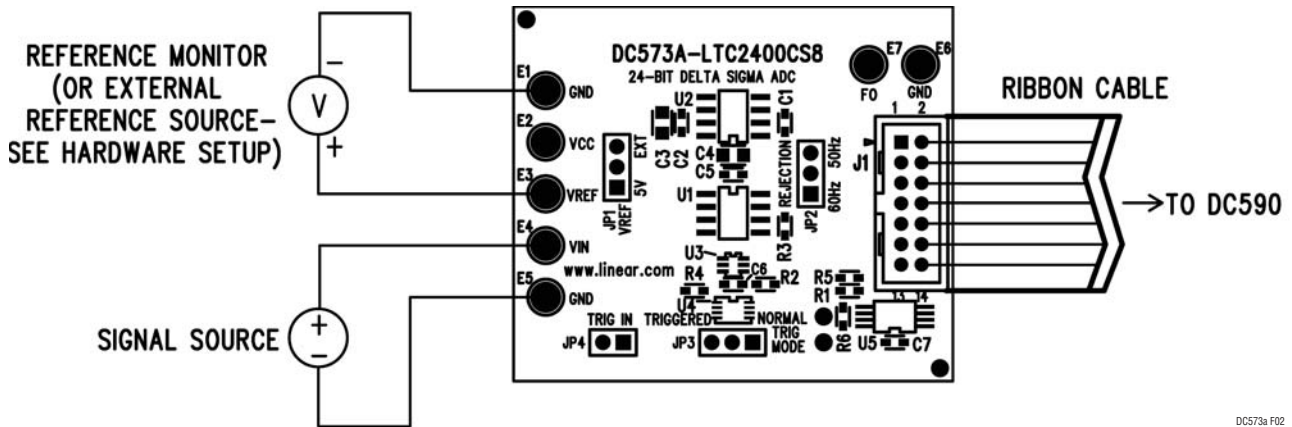 REFERENCE MONITOR
(OR EXTERNAL
REFERENCE SOURCE-
SEE HARDWARE SETUP)
-
V
+
SIGNAL SOURCE
+
-
DC573A-LTC2400CS8
24-BIT DELTA SIGMA ADC
E1
GND
E2
VCC
E3
VREF
E4
VIN
E5
GND
EXT
5V
JP1
VREF
C3
C2
U2
C1
C4
C5
U1
REJECTION
50Hz
60Hz
JP2
R3
U3
C6
R2
R4
U4
www.linear.com
TRIG IN
JP4
TRIGGERED
NORMAL
JP3
TRIG
MODE
E7
FO
E6
GND
1 2
J1
13 14
R5
R1
R6
U5
C7
RIBBON CABLE
TO DC590
DC573a F02